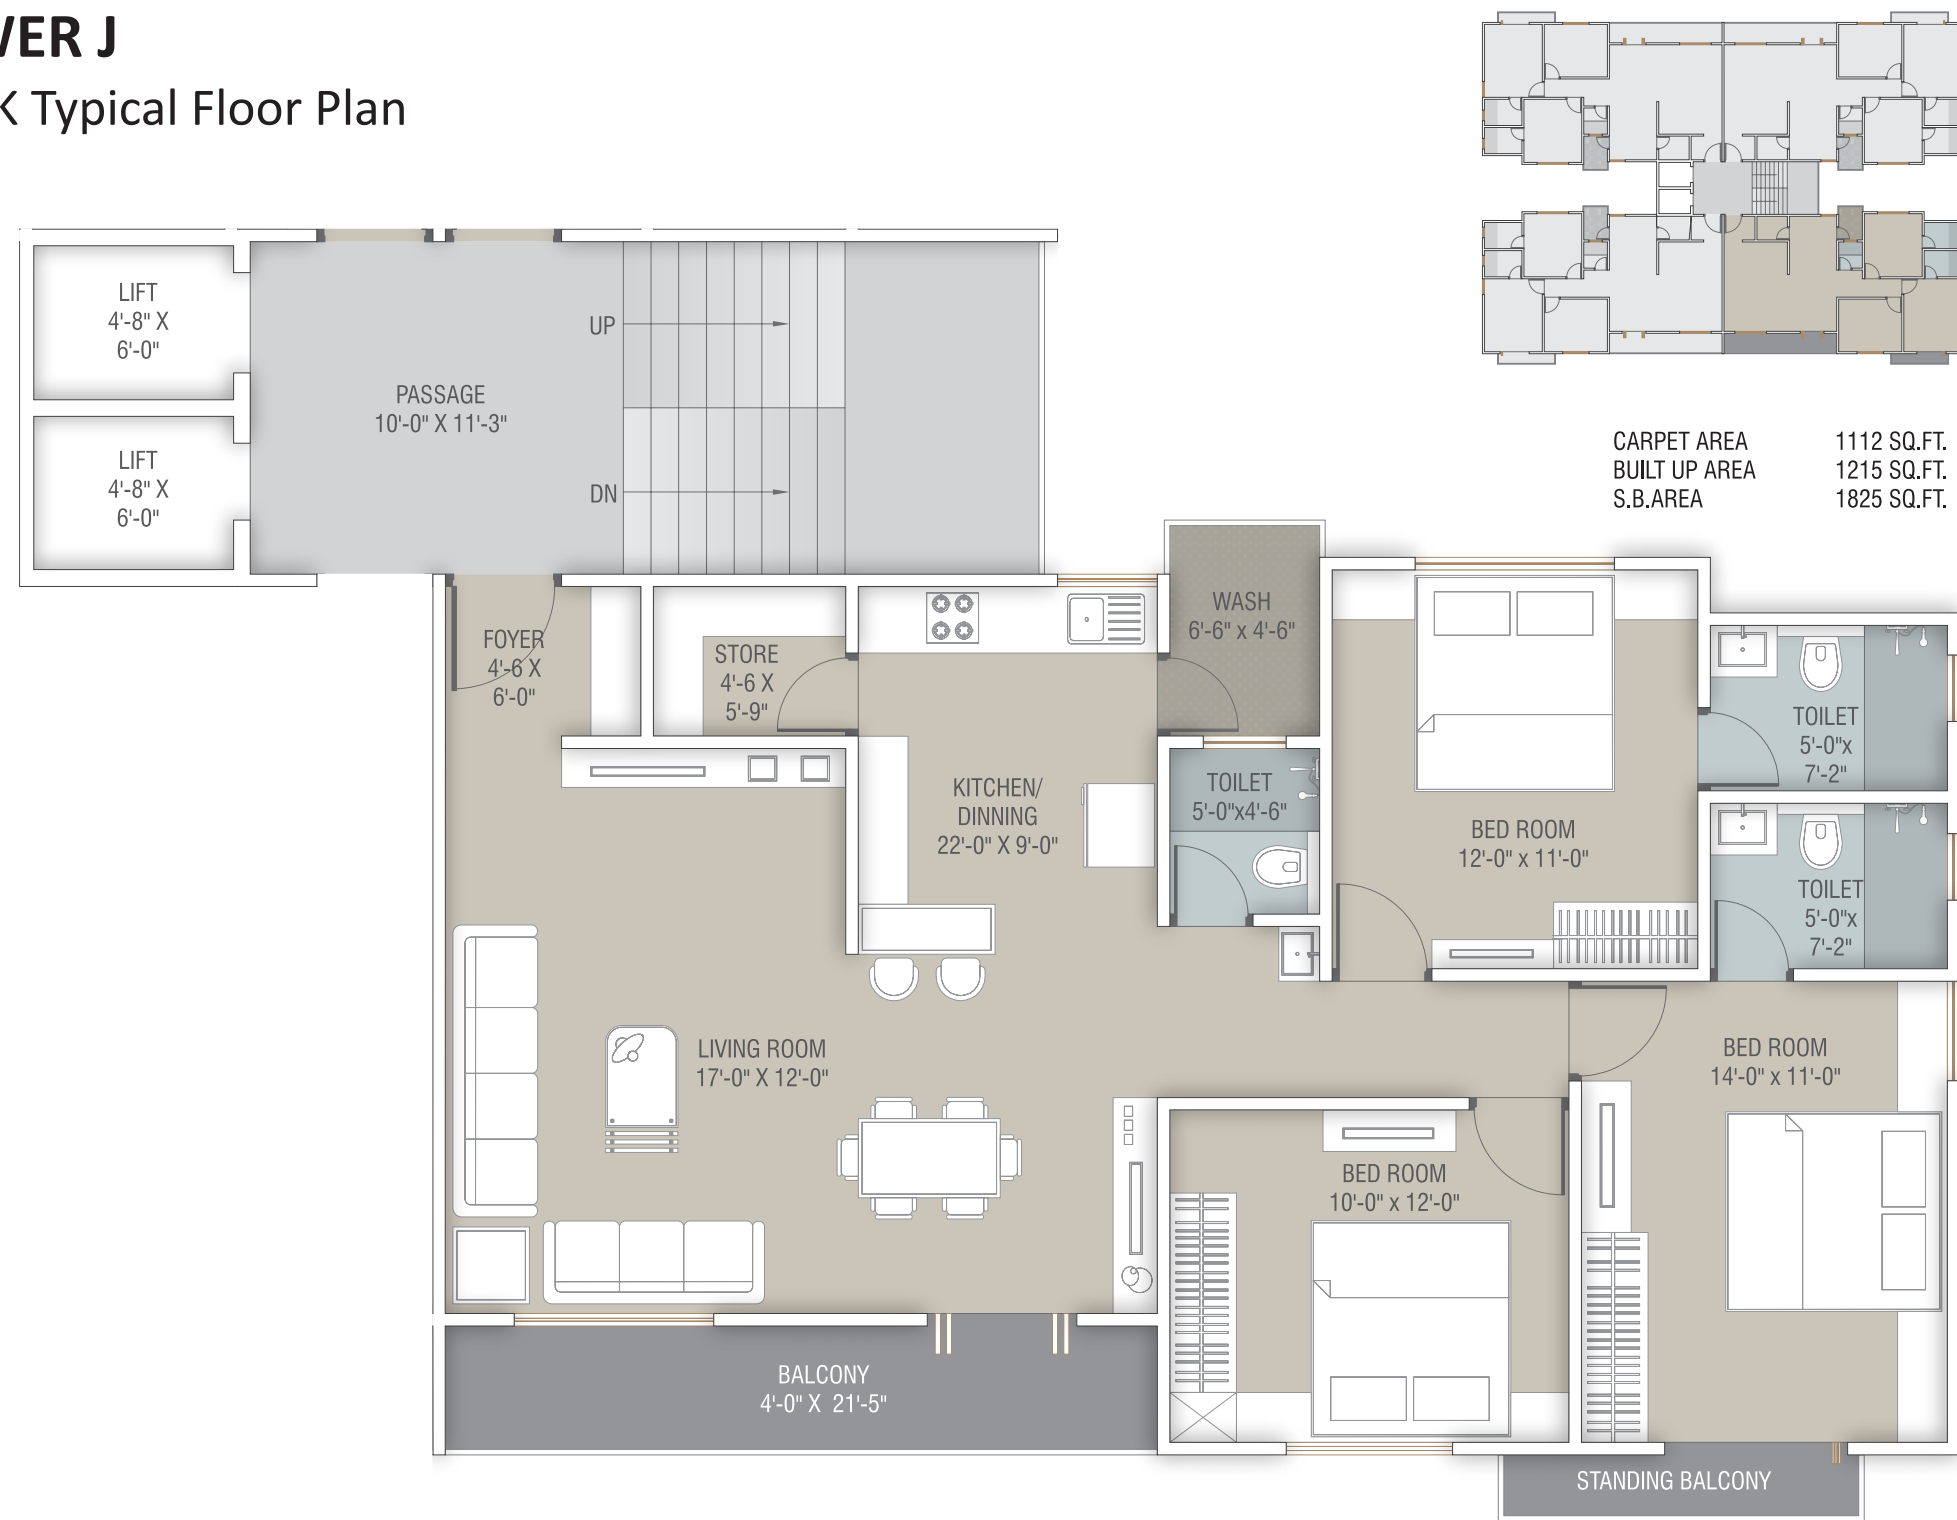 VER J
K Typical Floor Plan
LIFT
4'-8" X
6'-0"
UP
PASSAGE
10'-0" X 11'-3"
CARPET AREA 1112 SQ.FT.
BUILT UP AREA 1215 SQ.FT.
S.B.AREA 1825 SQ.FT.
LIFT
4'-8" X
6'-0"
DN
FOYER
4'-6 X
6'-0"
STORE
4'-6 X
5'-9"
WASH
6'-6" x 4'-6"
TOILET
5'-0"x
7'-2"
KITCHEN/
DINNING
22'-0" X 9'-0"
TOILET
5'-0"x4'-6"
BED ROOM
12'-0" x 11'-0"
TOILET
5'-0"x
7'-2"
LIVING ROOM
17'-0" X 12'-0"
BED ROOM
14'-0" x 11'-0"
BED ROOM
10'-0" x 12'-0"
BALCONY
4'-0" X 21'-5"
STANDING BALCONY